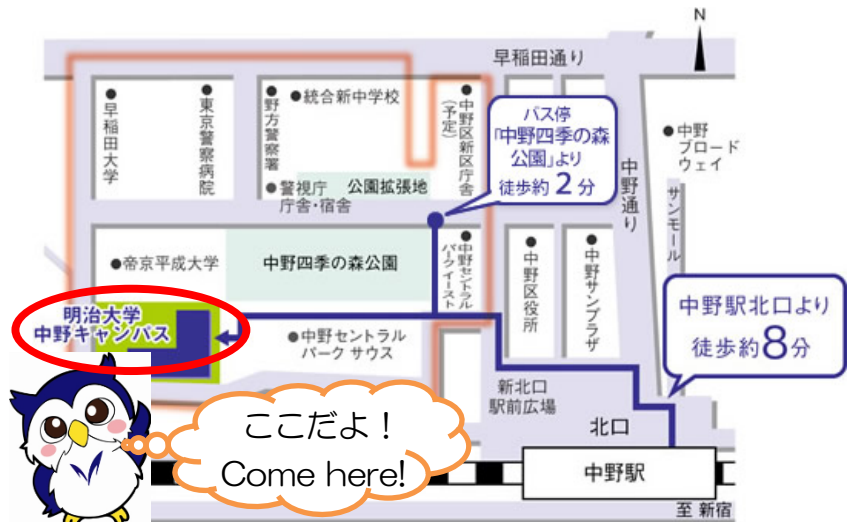 N
早稲田通り
●早稲田大学
●東京警察病院
●野方警察署
●統合新中学校
●中野区新区庁舎
(予定)
バス停
「中野四季の森
公園」より
徒歩約2分
中野通り
●中野
ブロード
ウェイ
サンモール
●警視庁
庁舎・宿舎
公園拡張地
●帝京平成大学
中野四季の森公園
●中野セントラル
パークイースト
●中野区役所
●中野サンプラザ
明治大学
中野キャンパス
●中野セントラル
パーク サウス
中野駅北口より
徒歩約8分
新北口
駅前広場
北口
ここだよ！
Come here!
中野駅
至 新宿